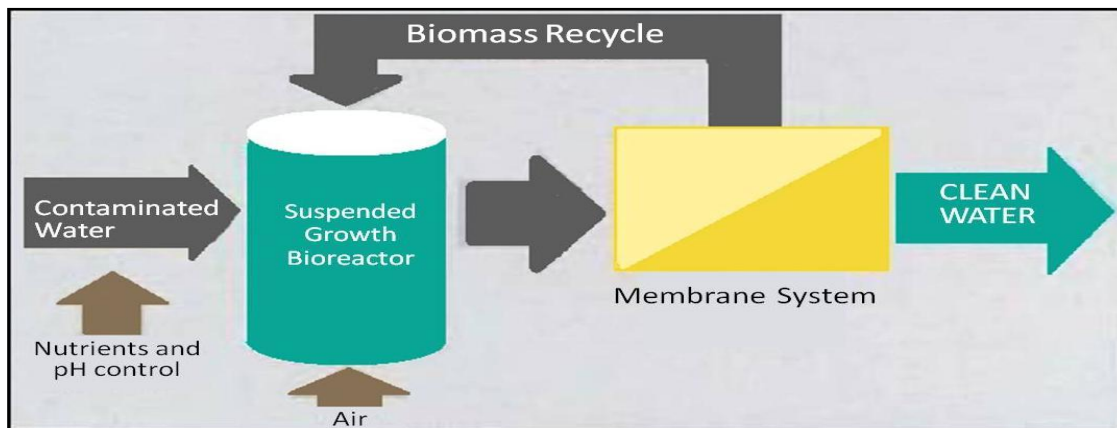 Biomass Recycle
Contaminated
Water
Suspended
Growth
Bioreactor
CLEAN
WATER
Membrane System
Nutrients and
pH control
Air